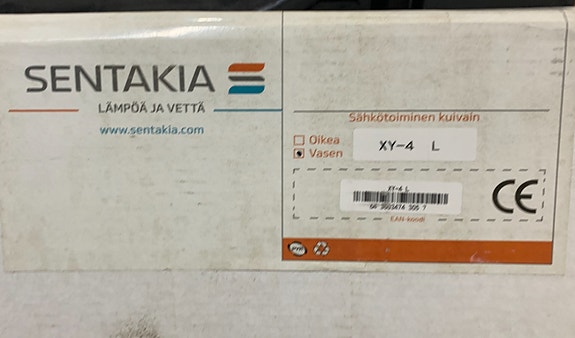 SENTAKIA
LÄMPÖÄ JA VETTÄ
www.sentakia.com
Sähkötoiminen kuivain
Oikea
Vasen
XY-4 L
XY-4 L
EAN-koodi
CE